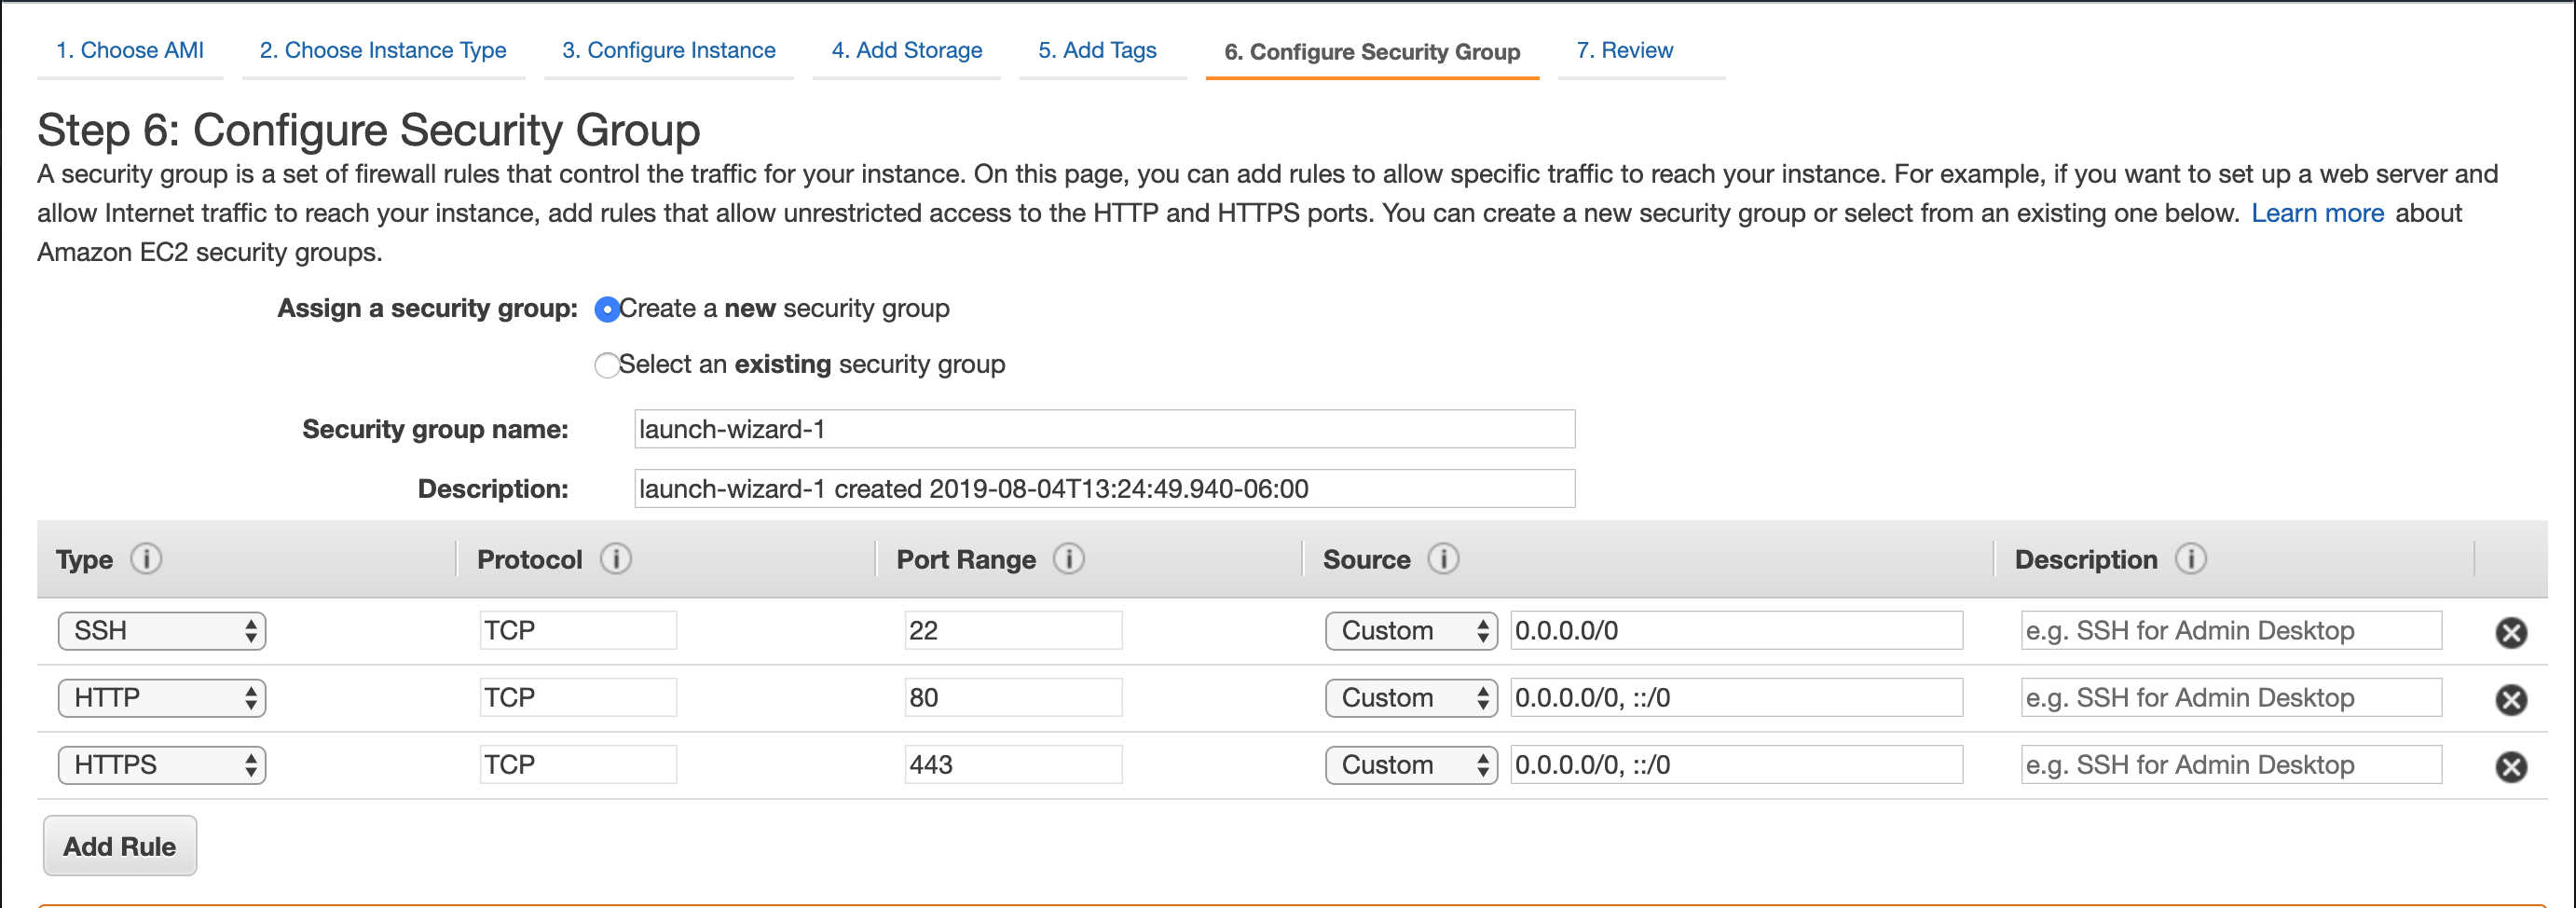 1. Choose AMI 2. Choose Instance Type 3. Configure Instance 4. Add Storage 5. Add Tags 6. Configure Security Group 7. Review
Step 6: Configure Security Group
A security group is a set of firewall rules that control the traffic for your instance. On this page, you can add rules to allow specific traffic to reach your instance. For example, if you want to set up a web server and
allow Internet traffic to reach your instance, add rules that allow unrestricted access to the HTTP and HTTPS ports. You can create a new security group or select from an existing one below. Learn more about
Amazon EC2 security groups.
Assign a security group: Create a new security group
Select an existing security group
Security group name: launch-wizard-1
Description: launch-wizard-1 created 2019-08-04T13:24:49.940-06:00
Type i Protocol i Port Range i Source i Description i
SSH TCP 22 Custom 0.0.0.0/0 e.g. SSH for Admin Desktop
HTTP TCP 80 Custom 0.0.0.0/0, ::/0 e.g. SSH for Admin Desktop
HTTPS TCP 443 Custom 0.0.0.0/0, ::/0 e.g. SSH for Admin Desktop
Add Rule